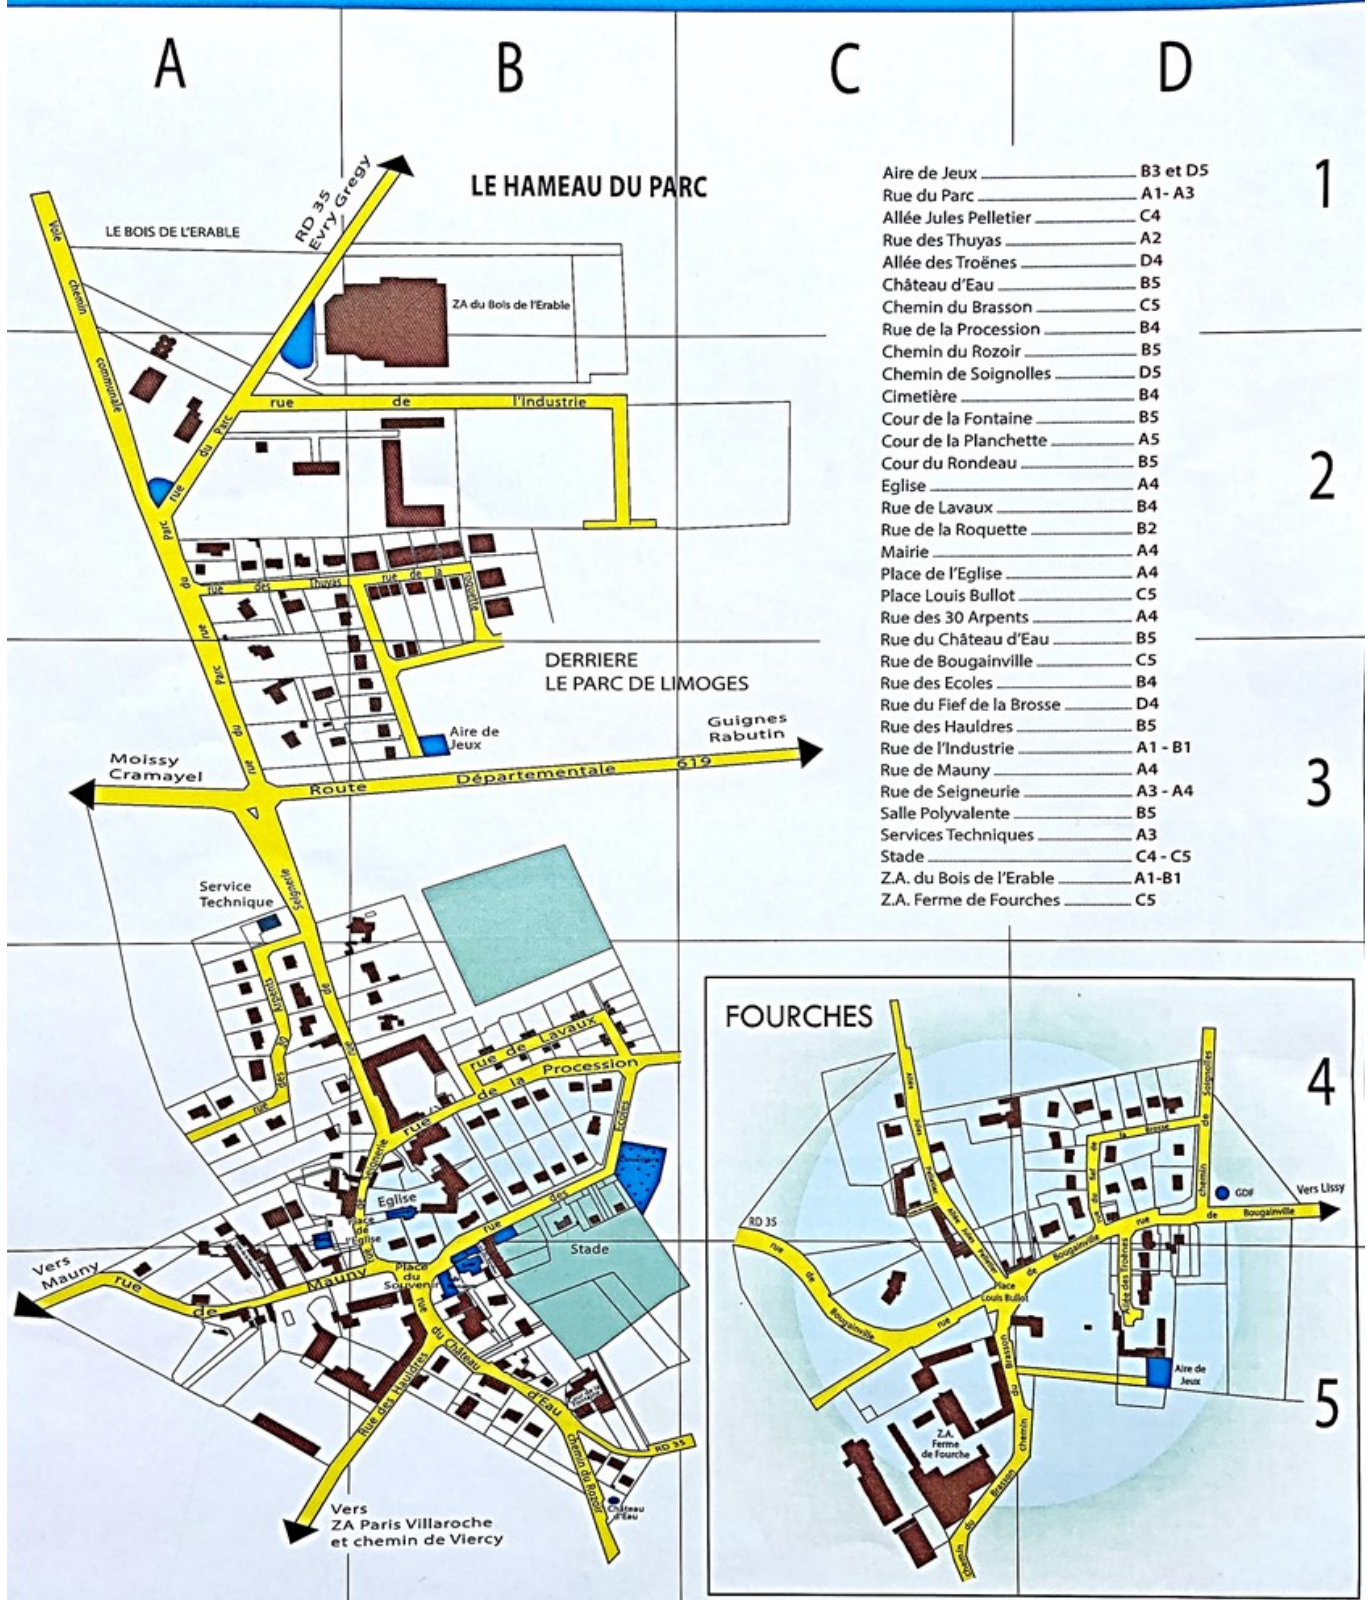 A B C D
1
2
3
4
5
LE HAMEAU DU PARC
LE BOIS DE L'ERABLE
RD 35
Evry Gregy
ZA du Bois de l'Erable
Voie
chemin
communale
rue du Parc
rue de l'Industrie
rue du Parc
rue des Thuyas
rue de la Roquette
rue du Parc
DERRIERE
LE PARC DE LIMOGES
Aire de
Jeux
Guignes
Rabutin
Moissy
Cramayel
Route Départementale 619
Service
Technique
Seignerie
de
rue
rue des 30 Arpents
rue de Lavaux
rue de la Procession
rue des Ecoles
Cimetière
Eglise
Place
de
l'Eglise
Stade
Vers
Mauny
rue de Mauny
Place
du
Souvenir
rue du Château d'Eau
Rue des Hauldres
chemin du Rozoir
RD 35
Château
d'Eau
Vers
ZA Paris Villaroche
et chemin de Viercy
Aire de Jeux B3 et D5
Rue du Parc A1- A3
Allée Jules Pelletier C4
Rue des Thuyas A2
Allée des Troënes D4
Château d'Eau B5
Chemin du Brasson C5
Rue de la Procession B4
Chemin du Rozoir B5
Chemin de Soignolles D5
Cimetière B4
Cour de la Fontaine B5
Cour de la Planchette A5
Cour du Rondeau B5
Eglise A4
Rue de Lavaux B4
Rue de la Roquette B2
Mairie A4
Place de l'Eglise A4
Place Louis Bullot C5
Rue des 30 Arpents A4
Rue du Château d'Eau B5
Rue de Bougainville C5
Rue des Ecoles B4
Rue du Fief de la Brosse D4
Rue des Hauldres B5
Rue de l'Industrie A1 - B1
Rue de Mauny A4
Rue de Seigneurie A3 - A4
Salle Polyvalente B5
Services Techniques A3
Stade C4 - C5
Z.A. du Bois de l'Erable A1-B1
Z.A. Ferme de Fourches C5
FOURCHES
Allée Jules Pelletier
Allée Jules Pelletier
rue du fief de la Brosse
chemin de Soignolles
GDF
Vers Lissy
RD 35
rue de Bougainville
rue de Bougainville
rue de Bougainville
Place
Louis Bullot
Allée des Troënes
Aire de
Jeux
Z.A.
Ferme
de Fourche
chemin du Brasson
chemin du Brasson